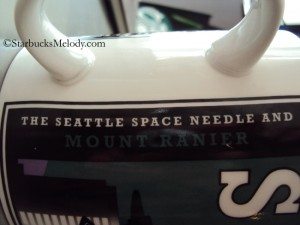 ©StarbucksMelody.com
THE SEATTLE SPACE NEEDLE AND
MOUNT RANIER
S